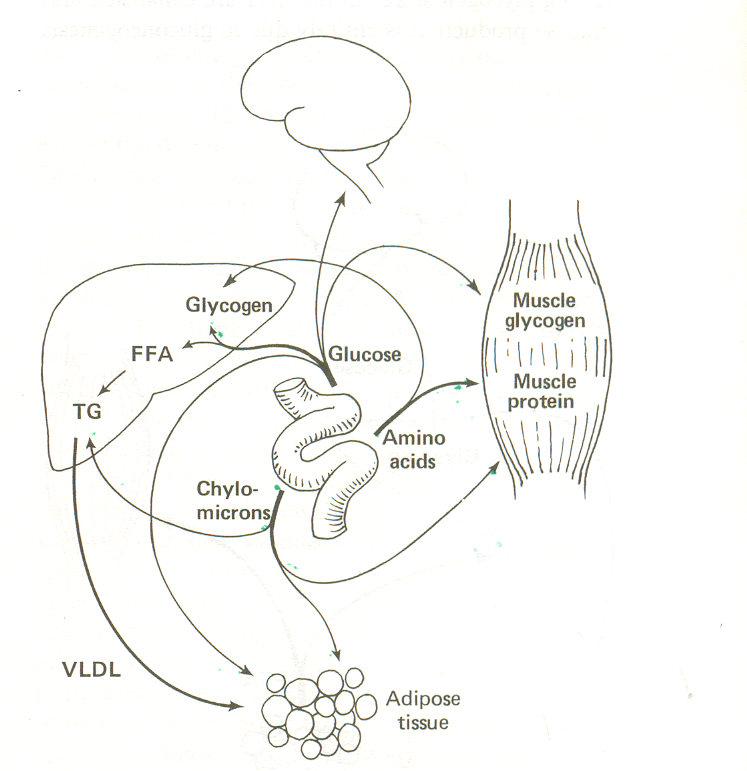 Glycogen
FFA
TG
Glucose
Muscle
glycogen
Muscle
protein
Amino
acids
Chylo-
microns
VLDL
Adipose
tissue